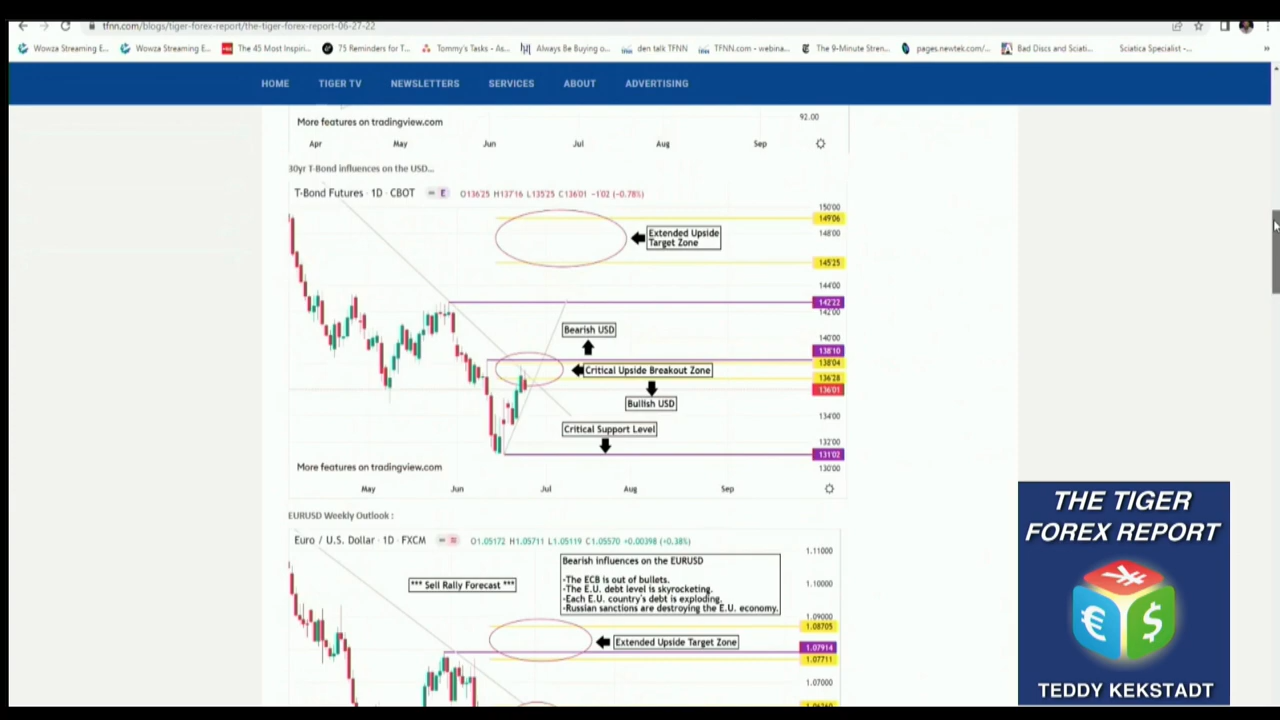 tfnn.com/blogs/tiger-forex-report/the-tiger-forex-report-06-27-22
Wowza Streaming E... Wowza Streaming E... The 45 Most Inspiri... 75 Reminders for T... Tommy's Tasks - As... Always Be Buying o... den talk TFNN TFNN.com - webina... The 9-Minute Stren... pages.newtek.com/... Bad Discs and Sciati... Sciatica Specialist -... »
HOME TIGER TV NEWSLETTERS SERVICES ABOUT ADVERTISING
92.00
More features on tradingview.com
Apr May Jun Jul Aug Sep
30yr T-Bond influences on the USD...
T-Bond Futures · 1D · CBOT E O136'25 H137'16 L135'25 C136'01 -1'02 (-0.78%)
150'00
149'06
Extended Upside
Target Zone
148'00
145'25
144'00
142'22
142'00
Bearish USD
140'00
138'10
138'04
Critical Upside Breakout Zone
136'28
136'01
Bullish USD
134'00
Critical Support Level
132'00
131'02
130'00
More features on tradingview.com
May Jun Jul Aug Sep
EURUSD Weekly Outlook :
Euro / U.S. Dollar · 1D · FXCM O1.05172 H1.05711 L1.05119 C1.05570 +0.00398 (+0.38%)
1.11000
Bearish influences on the EURUSD
*** Sell Rally Forecast ***
-The ECB is out of bullets.
-The E.U. debt level is skyrocketing.
-Each E.U. country's debt is exploding.
-Russian sanctions are destroying the E.U. economy.
1.10000
1.09000
1.08705
Extended Upside Target Zone
1.07914
1.07711
1.07000
THE TIGER
FOREX REPORT
€ $
TEDDY KEKSTADT